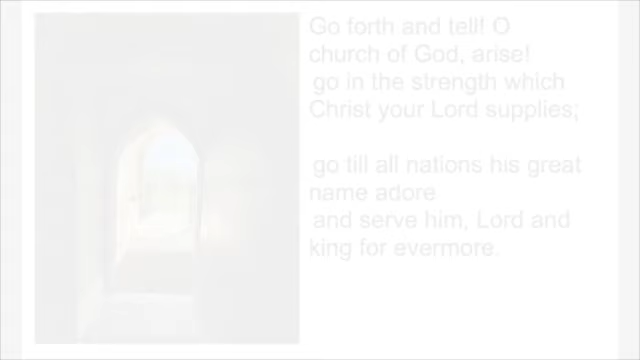 Go forth and tell! O
church of God, arise!
go in the strength which
Christ your Lord supplies;
go till all nations his great
name adore
and serve him, Lord and
king for evermore.